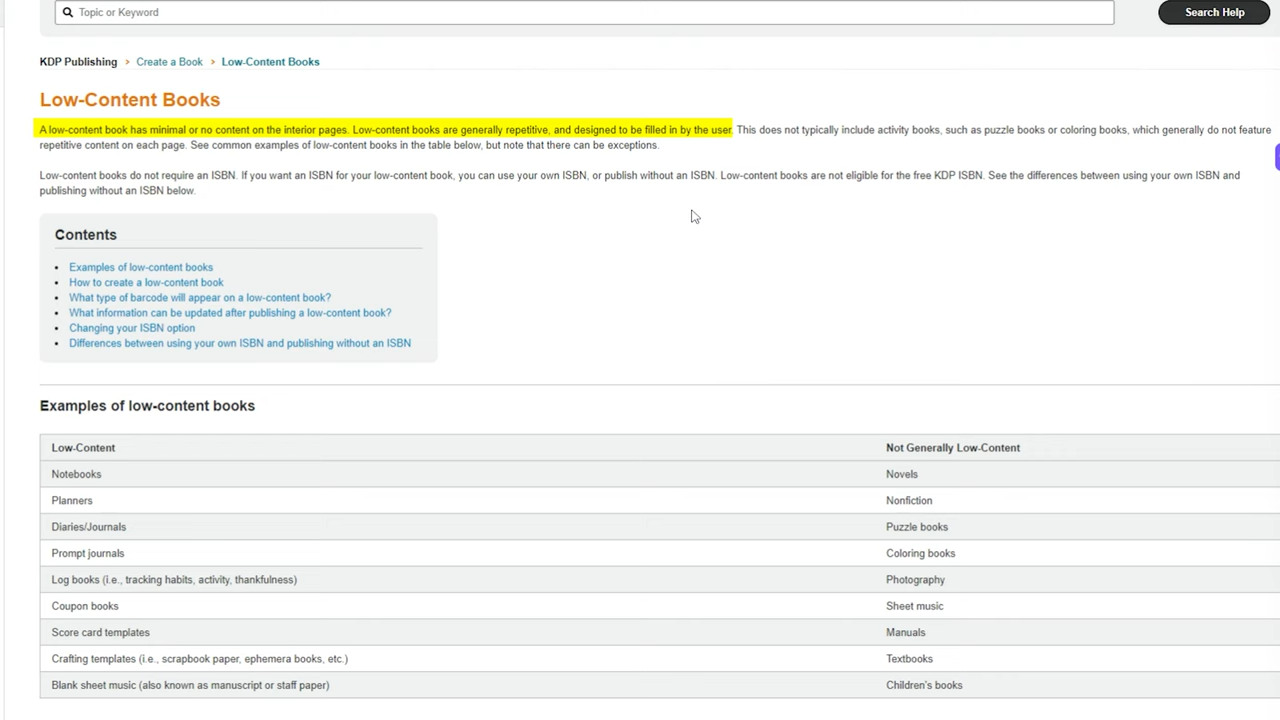 Topic or Keyword
Search Help
KDP Publishing > Create a Book > Low-Content Books
Low-Content Books
A low-content book has minimal or no content on the interior pages. Low-content books are generally repetitive, and designed to be filled in by the user. This does not typically include activity books, such as puzzle books or coloring books, which generally do not feature
repetitive content on each page. See common examples of low-content books in the table below, but note that there can be exceptions.
Low-content books do not require an ISBN. If you want an ISBN for your low-content book, you can use your own ISBN, or publish without an ISBN. Low-content books are not eligible for the free KDP ISBN. See the differences between using your own ISBN and
publishing without an ISBN below.
Contents
• Examples of low-content books
• How to create a low-content book
• What type of barcode will appear on a low-content book?
• What information can be updated after publishing a low-content book?
• Changing your ISBN option
• Differences between using your own ISBN and publishing without an ISBN
Examples of low-content books
Low-Content Not Generally Low-Content
Notebooks Novels
Planners Nonfiction
Diaries/Journals Puzzle books
Prompt journals Coloring books
Log books (i.e., tracking habits, activity, thankfulness) Photography
Coupon books Sheet music
Score card templates Manuals
Crafting templates (i.e., scrapbook paper, ephemera books, etc.) Textbooks
Blank sheet music (also known as manuscript or staff paper) Children's books